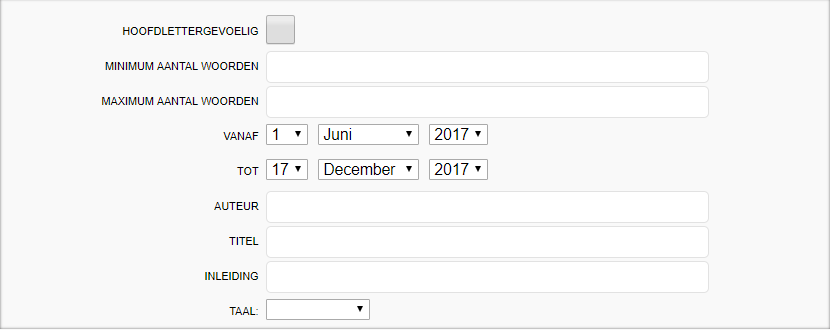 HOOFDLETTERGEVOELIG
MINIMUM AANTAL WOORDEN
MAXIMUM AANTAL WOORDEN
VANAF 1 Juni 2017
TOT 17 December 2017
AUTEUR
TITEL
INLEIDING
TAAL: